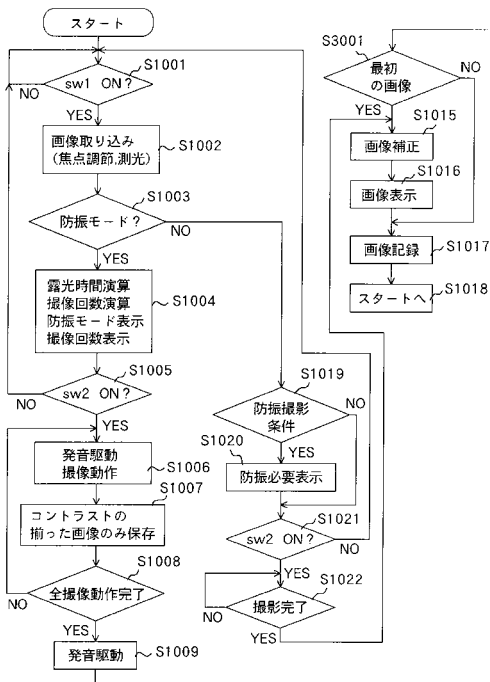 スタート
S1001
sw1 ON?
NO
YES
画像取り込み
(焦点調節,測光)
S1002
S1003
防振モード?
NO
YES
露光時間演算
撮像回数演算
防振モード表示
撮像回数表示
S1004
S1005
sw2 ON?
NO
YES
発音駆動
撮像動作
S1006
S1007
コントラストの
揃った画像のみ保存
S1008
全撮像動作完了
NO
YES
発音駆動
S1009
S1019
防振撮影
条件
NO
YES
S1020
防振必要表示
S1021
sw2 ON?
NO
YES
S1022
撮影完了
NO
YES
S3001
最初
の画像
NO
YES
S1015
画像補正
S1016
画像表示
画像記録
S1017
スタートへ
S1018